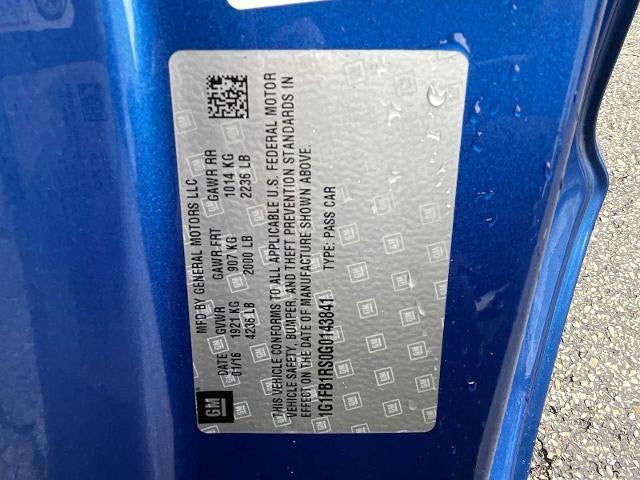 MFD BY GENERAL MOTORS LLC
DATE GVWR GAWR FRT GAWR RR
01/16 1921 KG 907 KG 1014 KG
4236 LB 2000 LB 2236 LB
THIS VEHICLE CONFORMS TO ALL APPLICABLE U.S. FEDERAL MOTOR
VEHICLE SAFETY, BUMPER, AND THEFT PREVENTION STANDARDS IN
EFFECT ON THE DATE OF MANUFACTURE SHOWN ABOVE.
1G1FB1RS0G0143841 TYPE: PASS CAR
GM